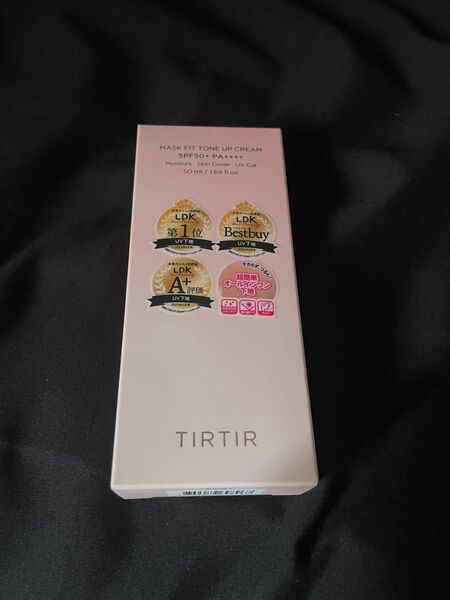 MASK FIT TONE UP CREAM
SPF50+ PA++++
Moisture · Skin Cover · UV Cut
50 ml / 1.69 fl oz.
LDK
第1位
UV下地
LDK
Bestbuy
UV下地
LDK
A+評価
UV下地
超簡単
オールインワン
下地
TIRTIR